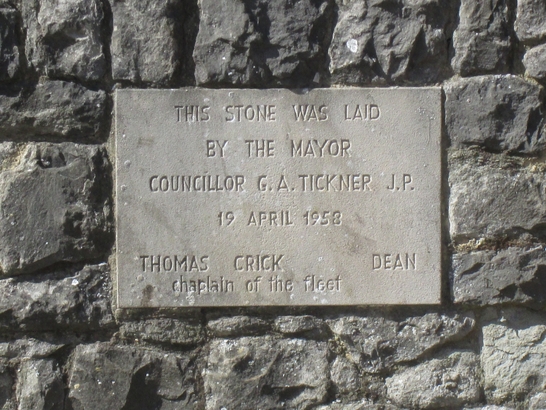 THIS STONE WAS LAID
BY THE MAYOR
COUNCILLOR G.A. TICKNER J.P.
19 APRIL 1958
THOMAS CRICK DEAN
chaplain of the fleet